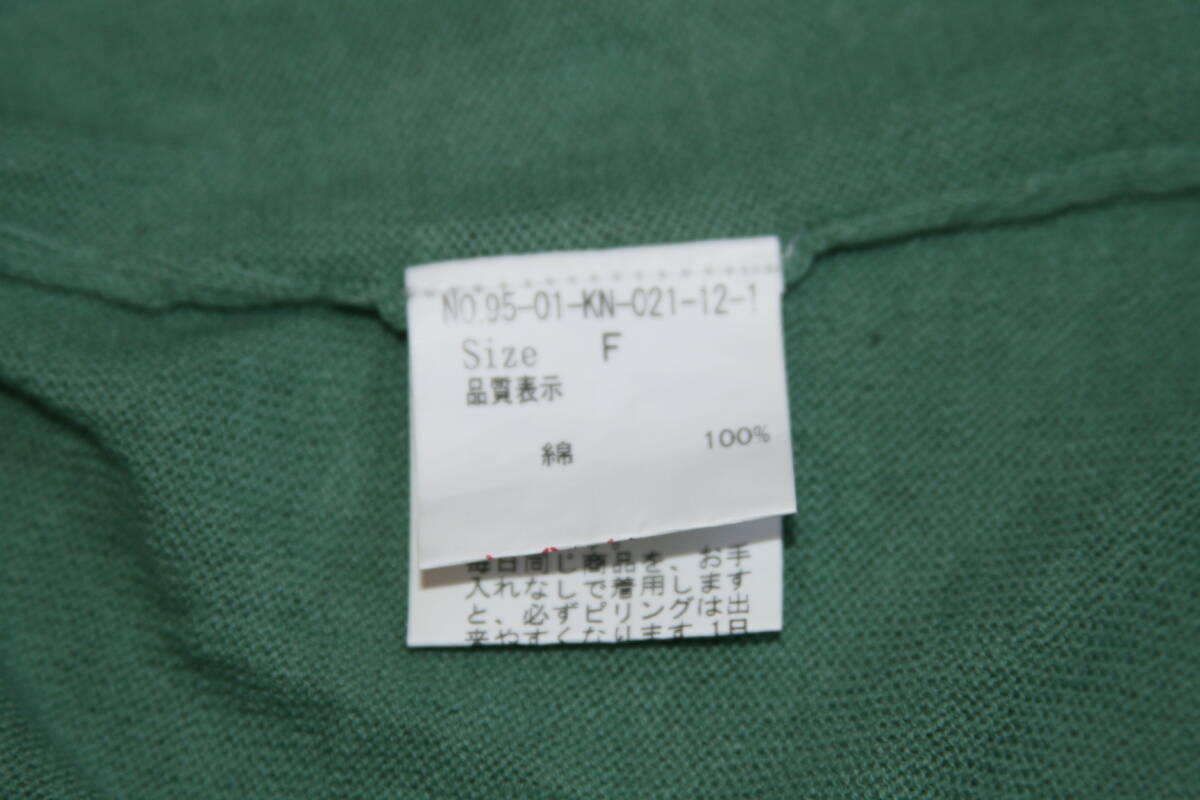 NO.95-01-KN-021-12-1
Size F
品質表示
綿 100%
毎日同じ商品を、お手
入れなしで着用します
と、必ずピリングは出
来やすくなります.1日